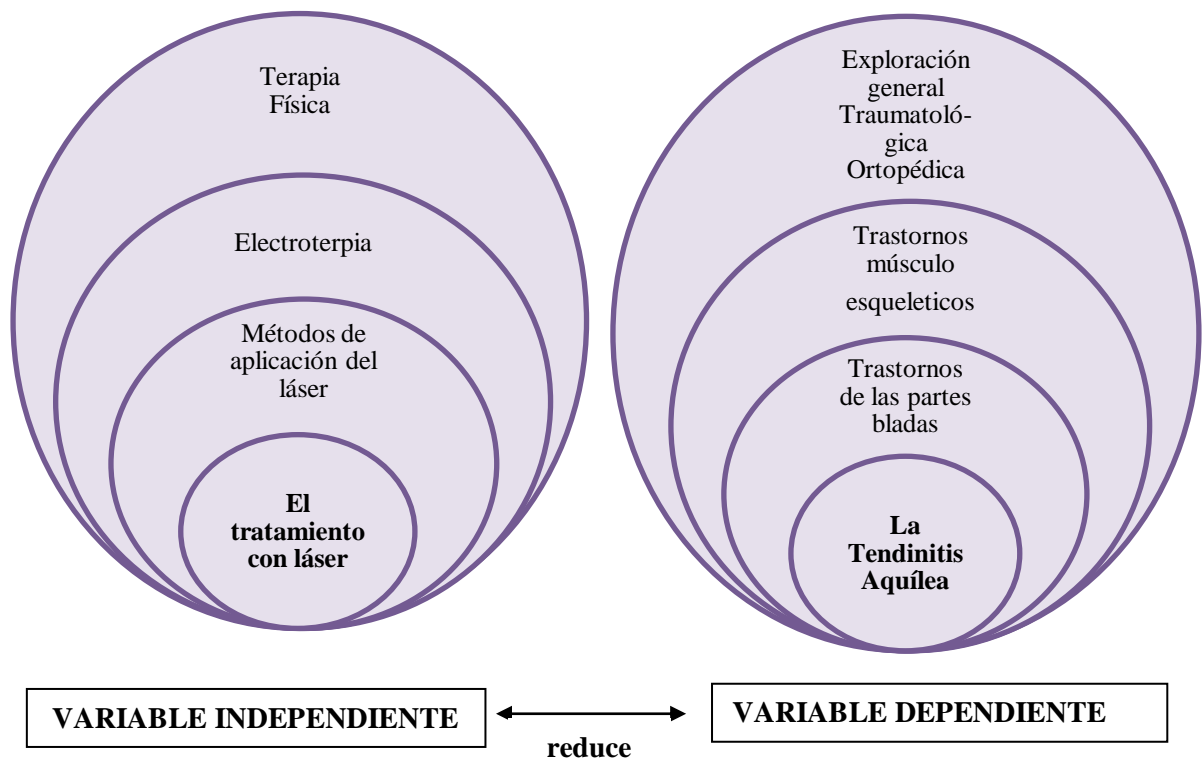 Terapia
Física
Electroterpia
Métodos de
aplicación del
láser
El
tratamiento
con láser
Exploración
general
Traumatoló-
gica
Ortopédica
Trastornos
músculo
esqueleticos
Trastornos
de las partes
bladas
La
Tendinitis
Aquílea
VARIABLE INDEPENDIENTE
reduce
VARIABLE DEPENDIENTE